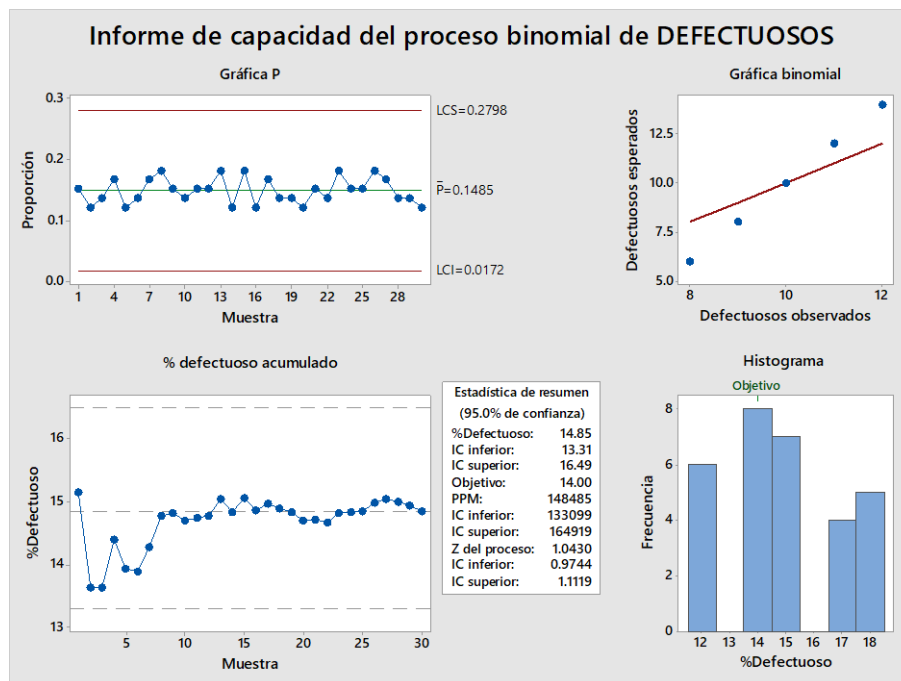 Informe de capacidad del proceso binomial de DEFECTUOSOS
Gráfica P
0.3
0.2
0.1
0.0
Proporción
LCS=0.2798
P̄=0.1485
LCI=0.0172
1 4 7 10 13 16 19 22 25 28
Muestra
Gráfica binomial
12.5
10.0
7.5
5.0
Defectuosos esperados
8 10 12
Defectuosos observados
% defectuoso acumulado
16
15
14
13
%Defectuoso
5 10 15 20 25 30
Muestra
Estadística de resumen
(95.0% de confianza)
%Defectuoso: 14.85
IC inferior: 13.31
IC superior: 16.49
Objetivo: 14.00
PPM: 148485
IC inferior: 133099
IC superior: 164919
Z del proceso: 1.0430
IC inferior: 0.9744
IC superior: 1.1119
Histograma
Objetivo
8
6
4
2
0
Frecuencia
12 13 14 15 16 17 18
%Defectuoso